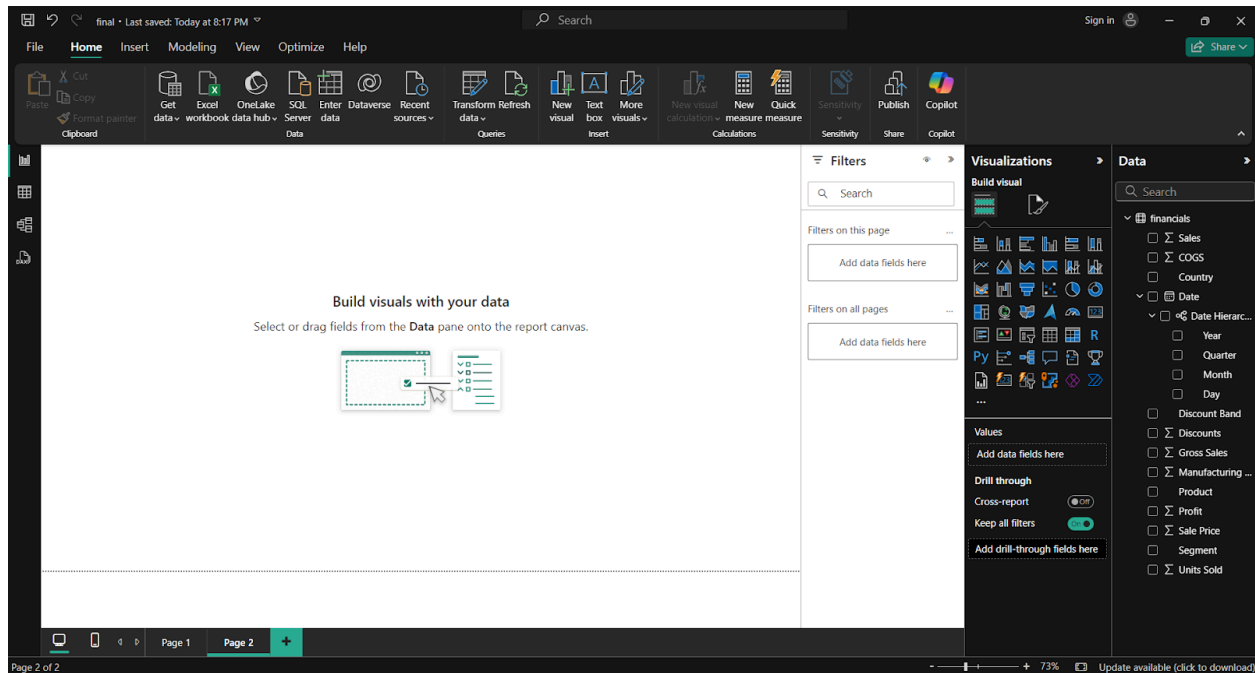 final • Last saved: Today at 8:17 PM
Search
Sign in
File Home Insert Modeling View Optimize Help
Share
Paste
Cut
Copy
Format painter
Clipboard
Get data
Excel workbook
OneLake data hub
SQL Server
Enter data
Dataverse
Recent sources
Data
Transform data
Refresh
Queries
New visual
Text box
More visuals
Insert
New visual calculation
New measure
Quick measure
Calculations
Sensitivity
Sensitivity
Publish
Share
Copilot
Copilot
Build visuals with your data
Select or drag fields from the Data pane onto the report canvas.
Filters
Search
Filters on this page
...
Add data fields here
Filters on all pages
...
Add data fields here
Visualizations
Build visual
123
R
Py
...
Values
Add data fields here
Drill through
Cross-report
Off
Keep all filters
On
Add drill-through fields here
Data
Search
financials
Σ Sales
Σ COGS
Country
Date
Date Hierarc...
Year
Quarter
Month
Day
Discount Band
Σ Discounts
Σ Gross Sales
Σ Manufacturing ...
Product
Σ Profit
Σ Sale Price
Segment
Σ Units Sold
Page 1
Page 2
+
Page 2 of 2
- + 73%
Update available (click to download)